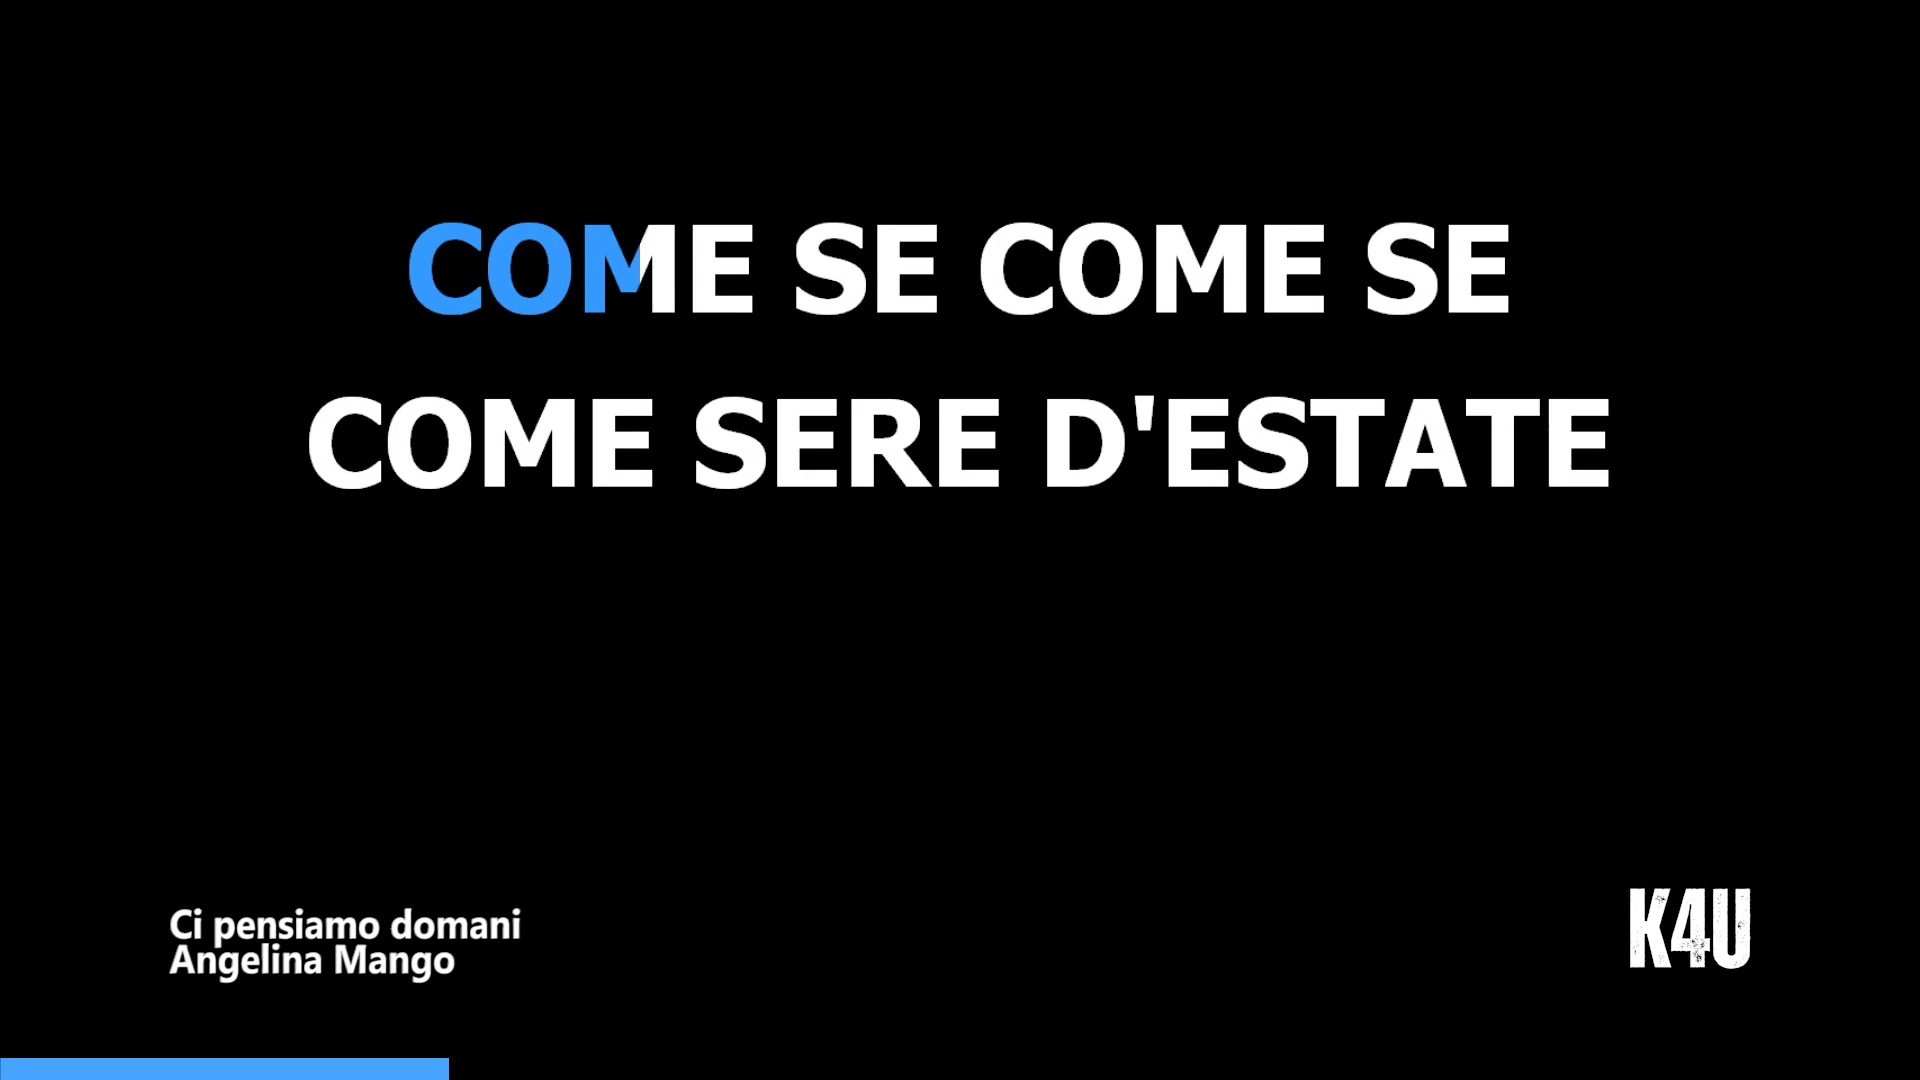 COME SE COME SE
COME SERE D'ESTATE
Ci pensiamo domani
Angelina Mango
K4U